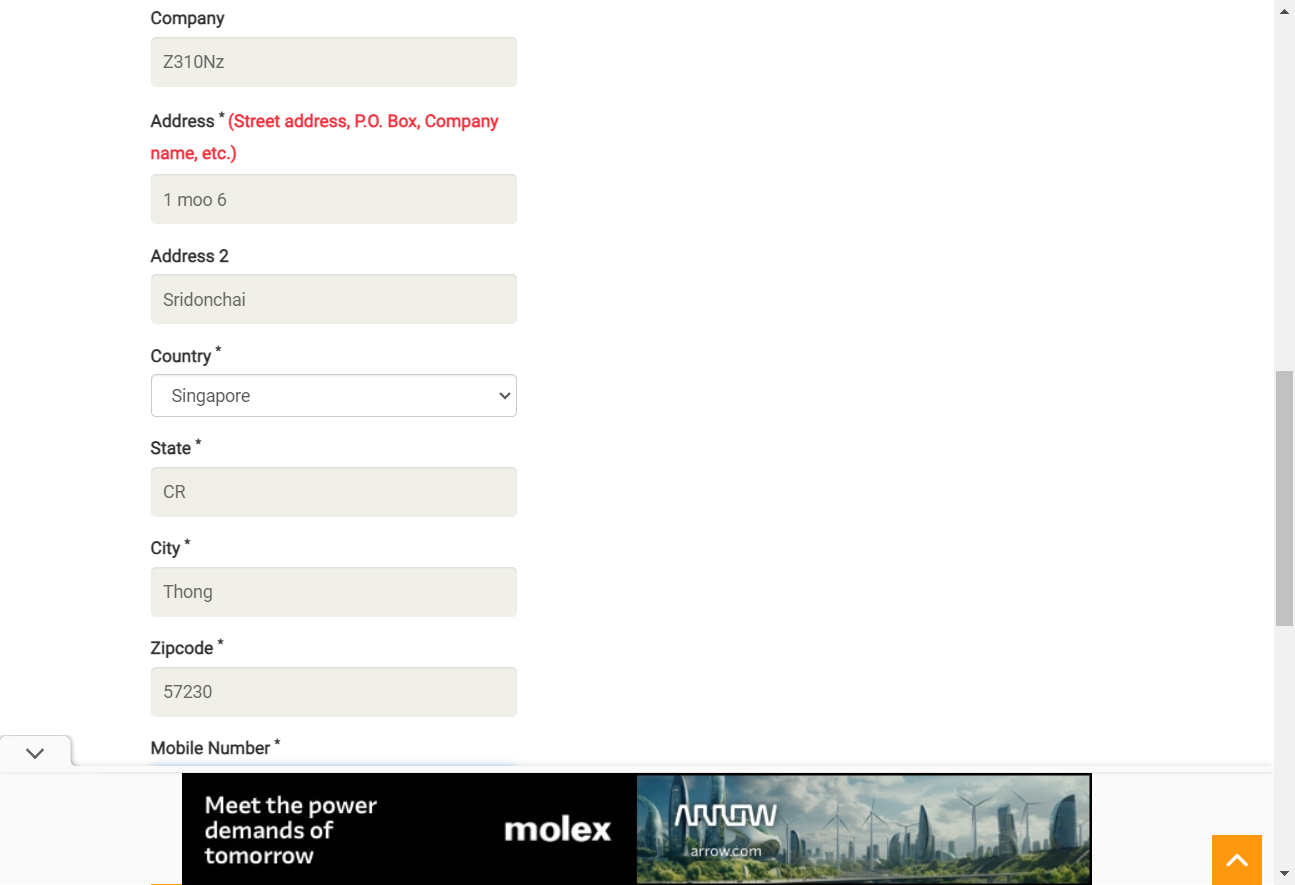 Company
Z310Nz
Address * (Street address, P.O. Box, Company
name, etc.)
1 moo 6
Address 2
Sridonchai
Country *
Singapore
State *
CR
City *
Thong
Zipcode *
57230
Mobile Number *
Meet the power
demands of
tomorrow
molex
ARROW
arrow.com